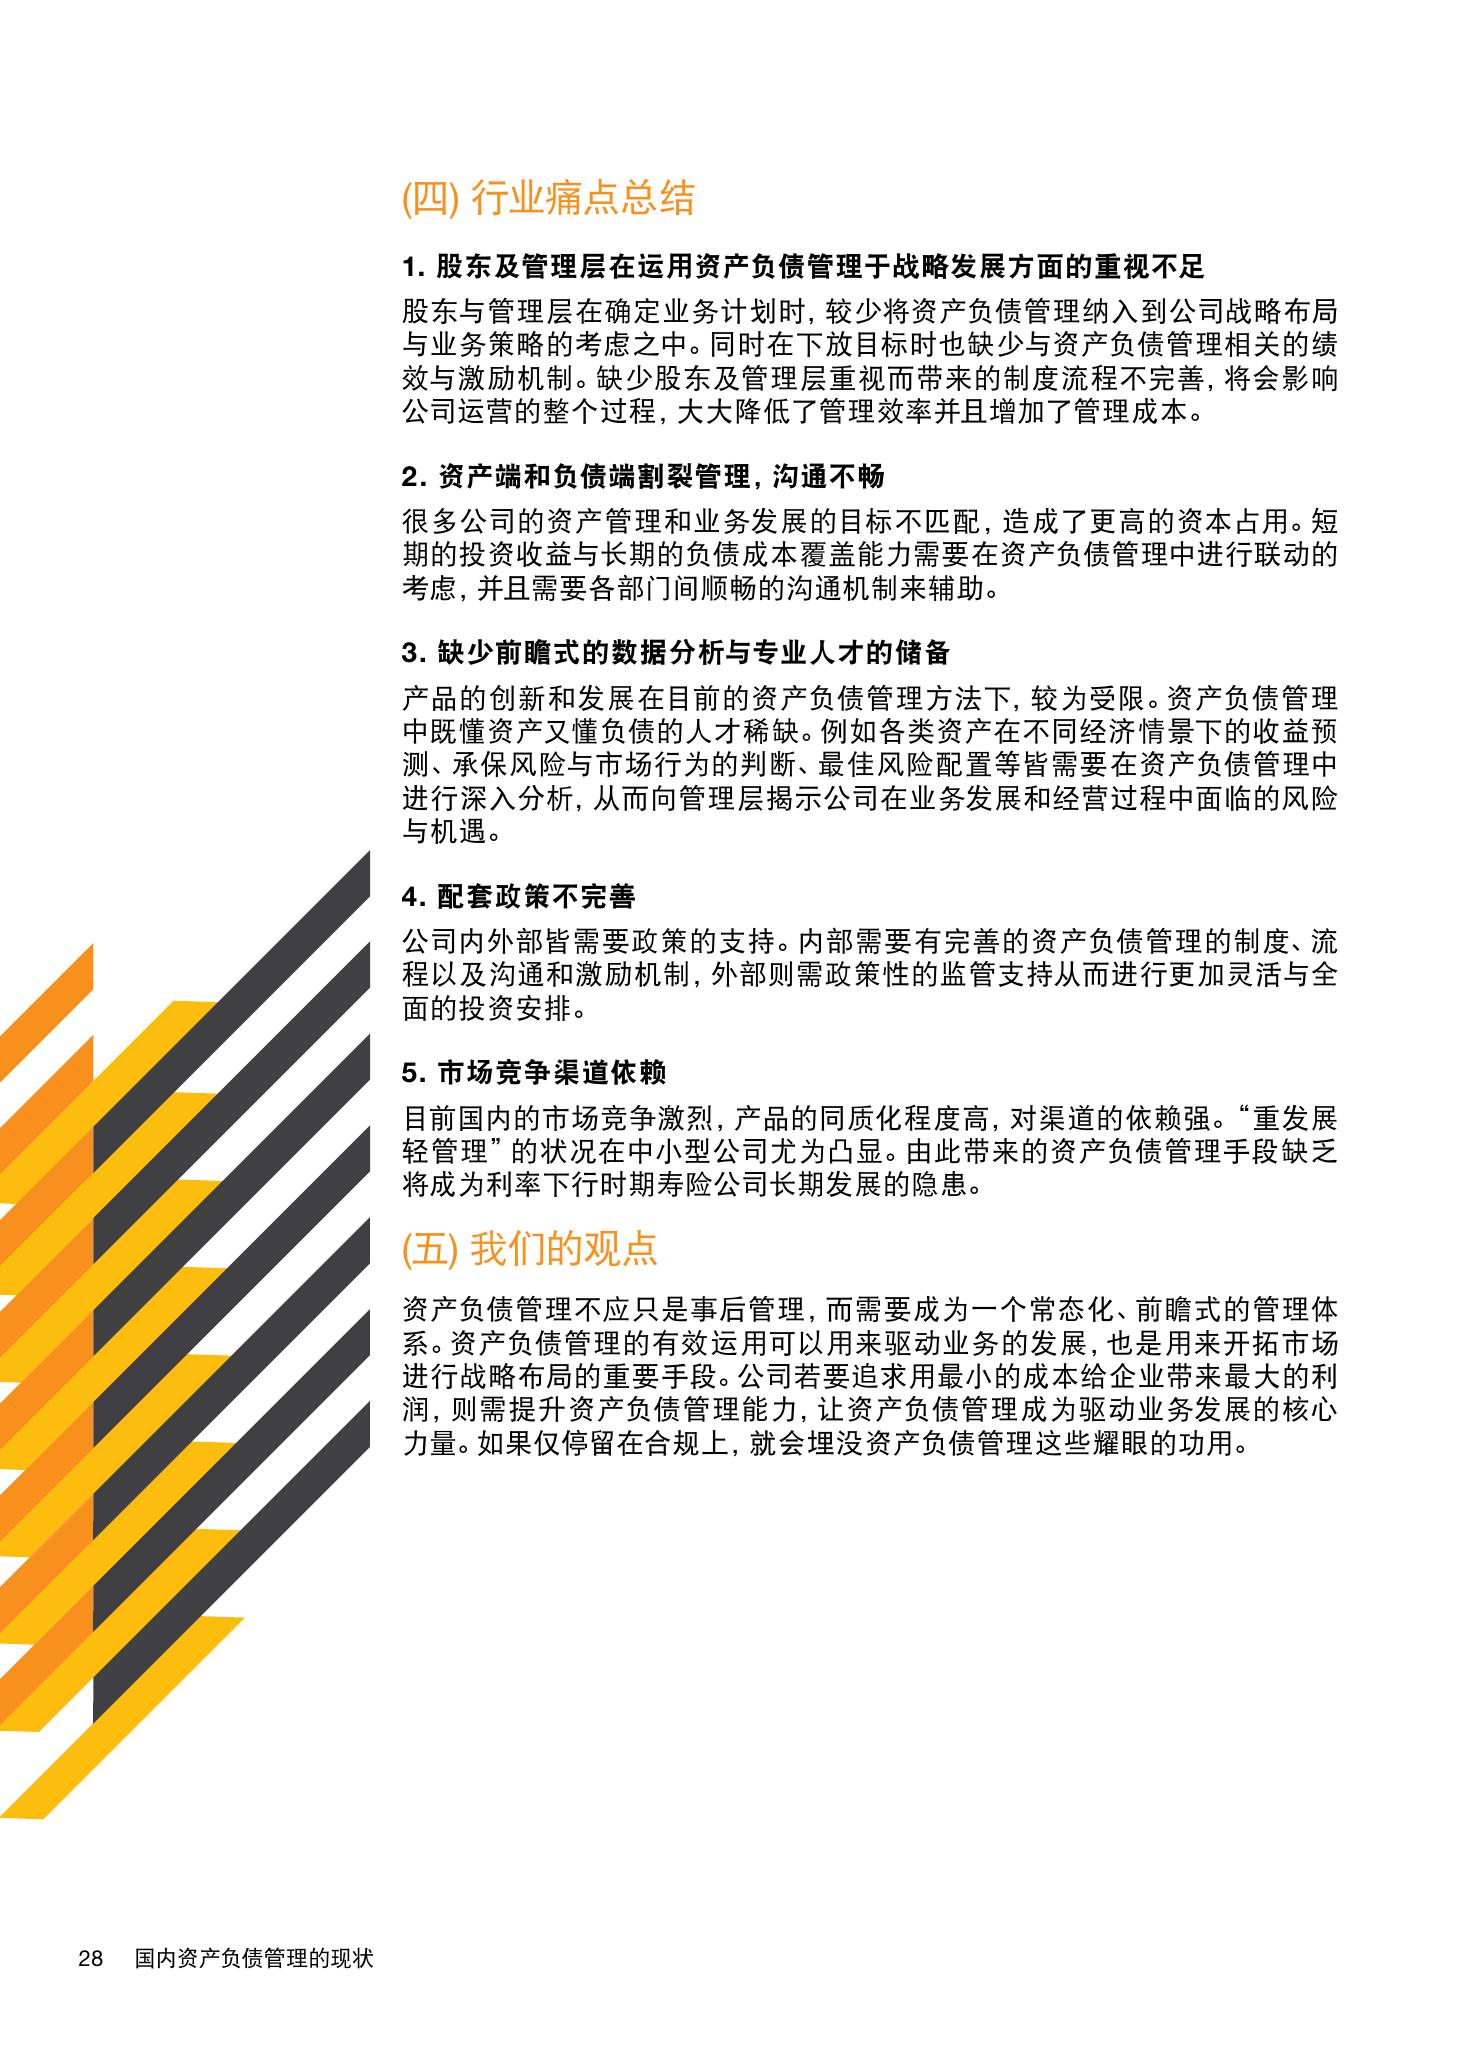 (四) 行业痛点总结
1. 股东及管理层在运用资产负债管理于战略发展方面的重视不足
股东与管理层在确定业务计划时, 较少将资产负债管理纳入到公司战略布局
与业务策略的考虑之中。同时在下放目标时也缺少与资产负债管理相关的绩
效与激励机制。缺少股东及管理层重视而带来的制度流程不完善, 将会影响
公司运营的整个过程, 大大降低了管理效率并且增加了管理成本。
2. 资产端和负债端割裂管理, 沟通不畅
很多公司的资产管理和业务发展的目标不匹配, 造成了更高的资本占用。短
期的投资收益与长期的负债成本覆盖能力需要在资产负债管理中进行联动的
考虑, 并且需要各部门间顺畅的沟通机制来辅助。
3. 缺少前瞻式的数据分析与专业人才的储备
产品的创新和发展在目前的资产负债管理方法下, 较为受限。资产负债管理
中既懂资产又懂负债的人才稀缺。例如各类资产在不同经济情景下的收益预
测、承保风险与市场行为的判断、最佳风险配置等皆需要在资产负债管理中
进行深入分析, 从而向管理层揭示公司在业务发展和经营过程中面临的风险
与机遇。
4. 配套政策不完善
公司内外部皆需要政策的支持。内部需要有完善的资产负债管理的制度、流
程以及沟通和激励机制, 外部则需政策性的监管支持从而进行更加灵活与全
面的投资安排。
5. 市场竞争渠道依赖
目前国内的市场竞争激烈, 产品的同质化程度高, 对渠道的依赖强。“重发展
轻管理”的状况在中小型公司尤为凸显。由此带来的资产负债管理手段缺乏
将成为利率下行时期寿险公司长期发展的隐患。
(五) 我们的观点
资产负债管理不应只是事后管理, 而需要成为一个常态化、前瞻式的管理体
系。资产负债管理的有效运用可以用来驱动业务的发展, 也是用来开拓市场
进行战略布局的重要手段。公司若要追求用最小的成本给企业带来最大的利
润, 则需提升资产负债管理能力, 让资产负债管理成为驱动业务发展的核心
力量。如果仅停留在合规上, 就会埋没资产负债管理这些耀眼的功用。
28 国内资产负债管理的现状